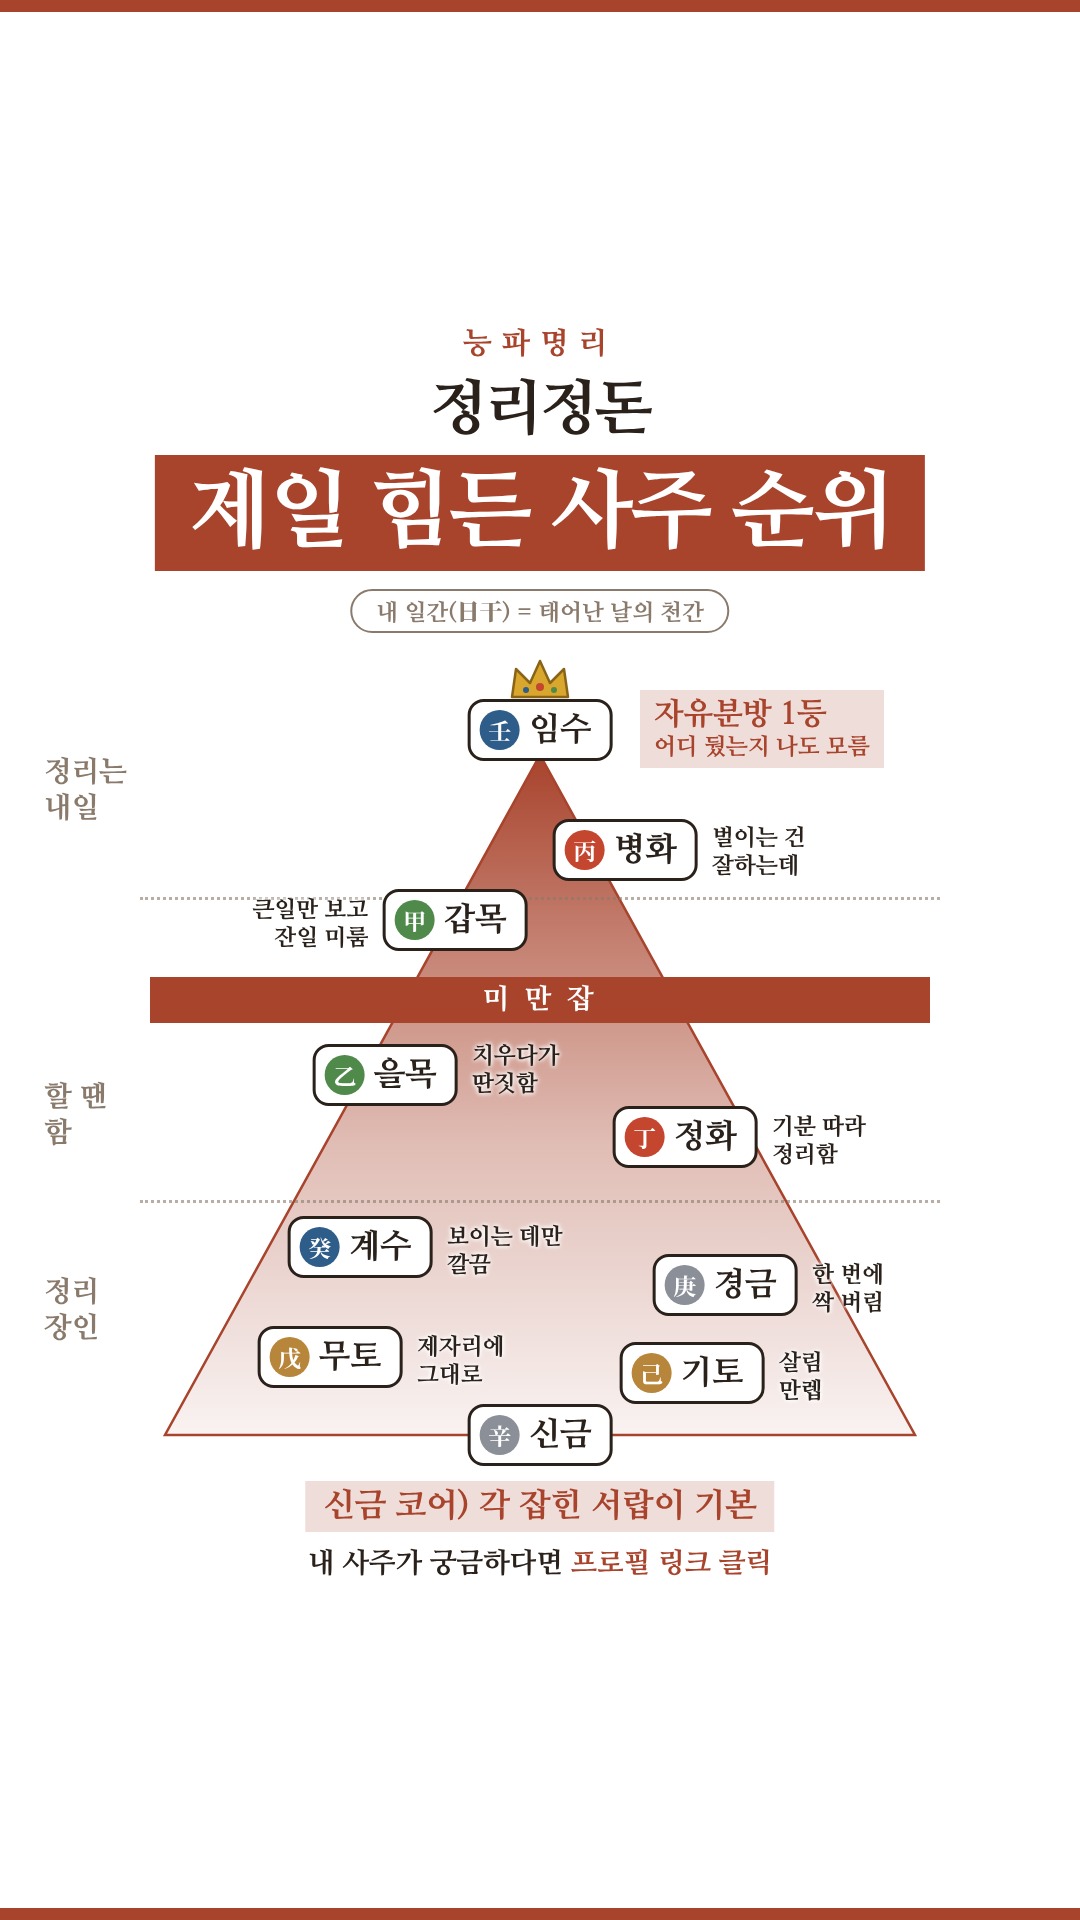 능파명리
정리정돈
제일 힘든 사주 순위
내 일간(日干) = 태어난 날의 천간
壬 임수
자유분방 1등
어디 뒀는지 나도 모름
정리는
내일
丙 병화
벌이는 건
잘하는데
큰일만 보고
잔일 미룸
甲 갑목
미만잡
乙 을목
치우다가
딴짓함
할 땐
함
丁 정화
기분 따라
정리함
癸 계수
보이는 데만
깔끔
庚 경금
한 번에
싹 버림
정리
장인
戊 무토
제자리에
그대로
己 기토
살림
만렙
辛 신금
신금 코어) 각 잡힌 서랍이 기본
내 사주가 궁금하다면 프로필 링크 클릭